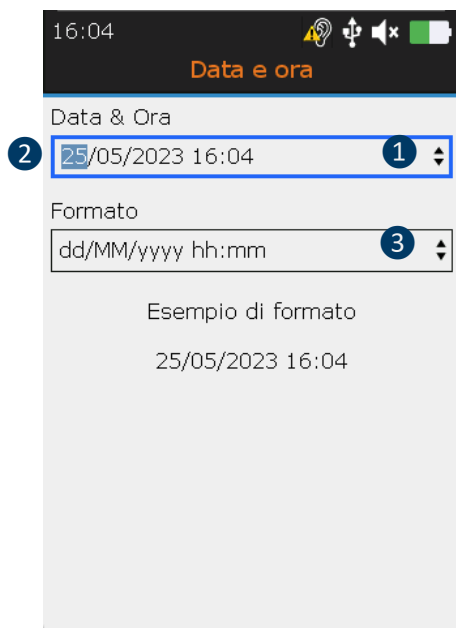 16:04
Data e ora
Data & Ora
2 25/05/2023 16:04 1
Formato
dd/MM/yyyy hh:mm 3
Esempio di formato
25/05/2023 16:04